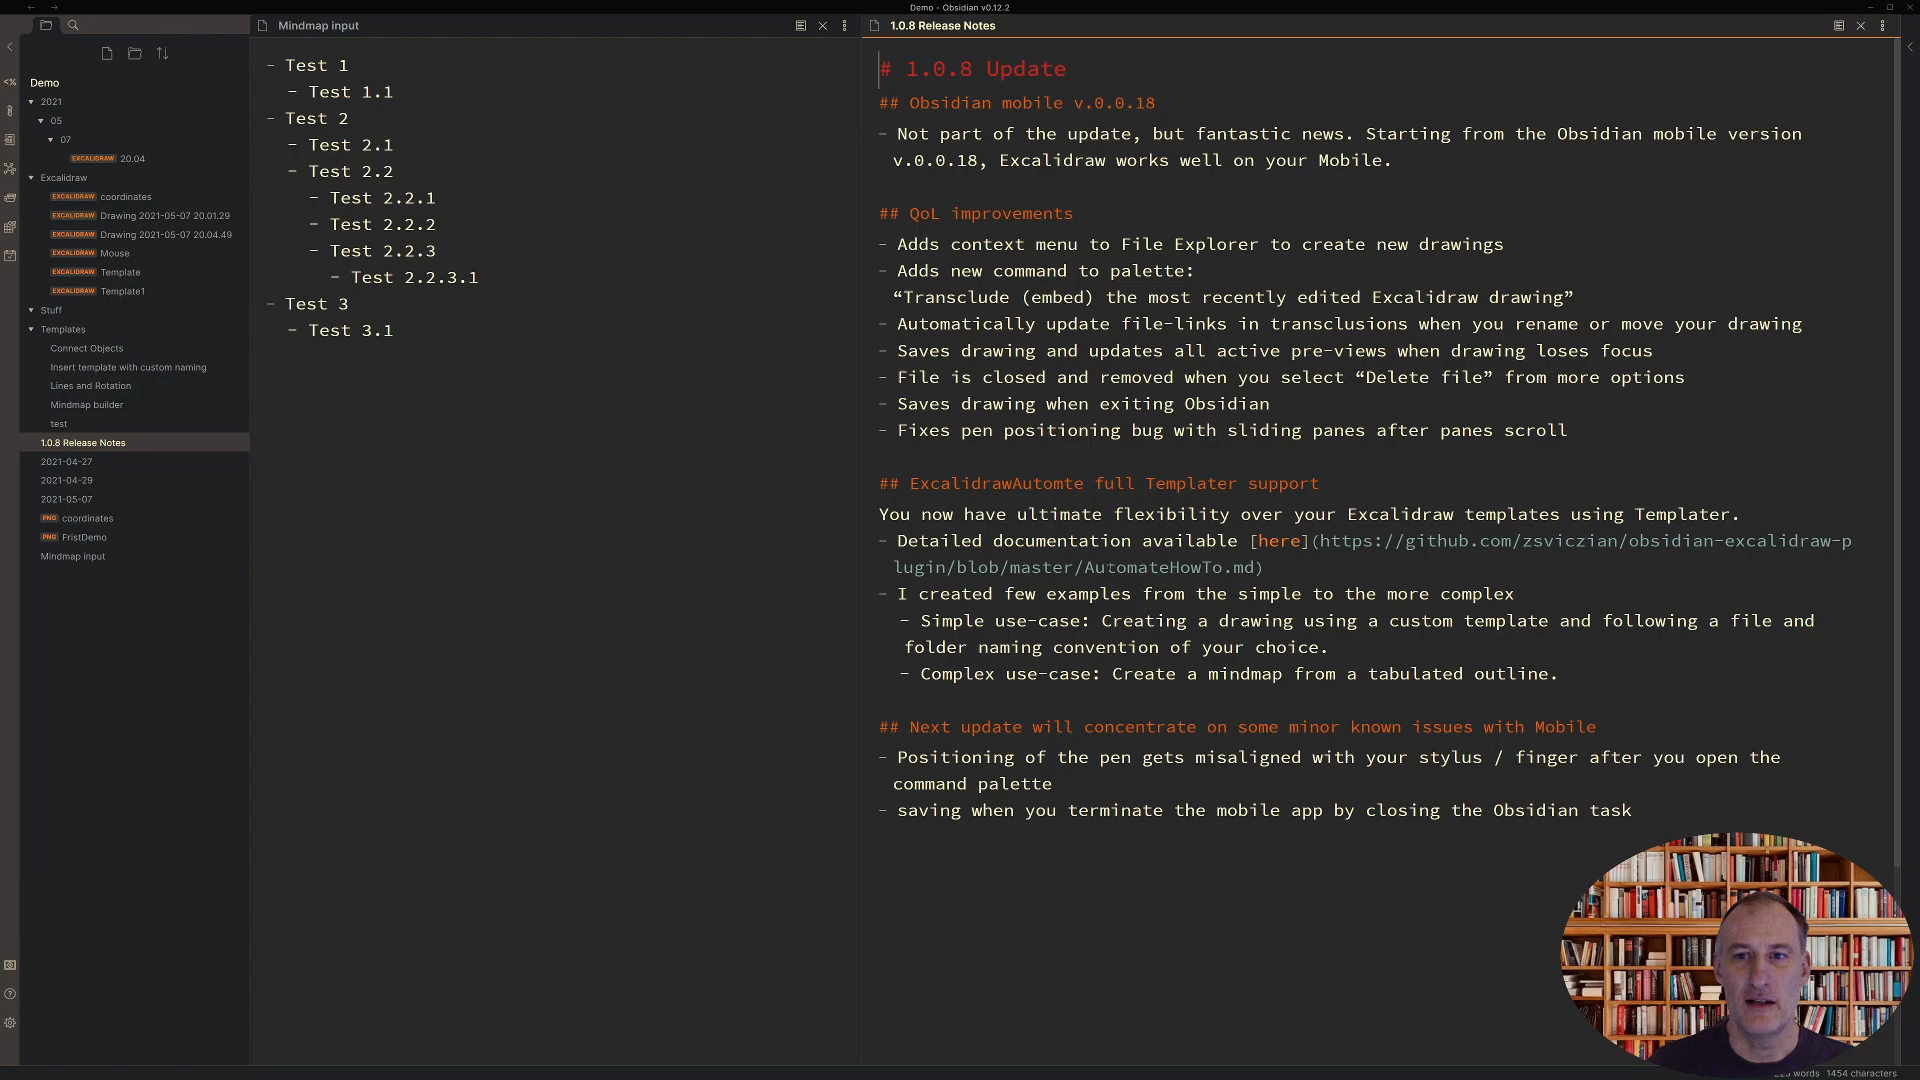 Demo - Obsidian v0.12.2
Demo
2021
05
07
EXCALIDRAW 20.04
Excalidraw
EXCALIDRAW coordinates
EXCALIDRAW Drawing 2021-05-07 20.01.29
EXCALIDRAW Drawing 2021-05-07 20.04.49
EXCALIDRAW Mouse
EXCALIDRAW Template
EXCALIDRAW Template1
Stuff
Templates
Connect Objects
Insert template with custom naming
Lines and Rotation
Mindmap builder
test
1.0.8 Release Notes
2021-04-27
2021-04-29
2021-05-07
PNG coordinates
PNG FristDemo
Mindmap input
Mindmap input
- Test 1
- Test 1.1
- Test 2
- Test 2.1
- Test 2.2
- Test 2.2.1
- Test 2.2.2
- Test 2.2.3
- Test 2.2.3.1
- Test 3
- Test 3.1
1.0.8 Release Notes
# 1.0.8 Update
## Obsidian mobile v.0.0.18
- Not part of the update, but fantastic news. Starting from the Obsidian mobile version
v.0.0.18, Excalidraw works well on your Mobile.
## QoL improvements
- Adds context menu to File Explorer to create new drawings
- Adds new command to palette:
“Transclude (embed) the most recently edited Excalidraw drawing”
- Automatically update file-links in transclusions when you rename or move your drawing
- Saves drawing and updates all active pre-views when drawing loses focus
- File is closed and removed when you select “Delete file” from more options
- Saves drawing when exiting Obsidian
- Fixes pen positioning bug with sliding panes after panes scroll
## ExcalidrawAutomte full Templater support
You now have ultimate flexibility over your Excalidraw templates using Templater.
- Detailed documentation available [here](https://github.com/zsviczian/obsidian-excalidraw-p
lugin/blob/master/AutomateHowTo.md)
- I created few examples from the simple to the more complex
- Simple use-case: Creating a drawing using a custom template and following a file and
folder naming convention of your choice.
- Complex use-case: Create a mindmap from a tabulated outline.
## Next update will concentrate on some minor known issues with Mobile
- Positioning of the pen gets misaligned with your stylus / finger after you open the
command palette
- saving when you terminate the mobile app by closing the Obsidian task
words 1454 characters